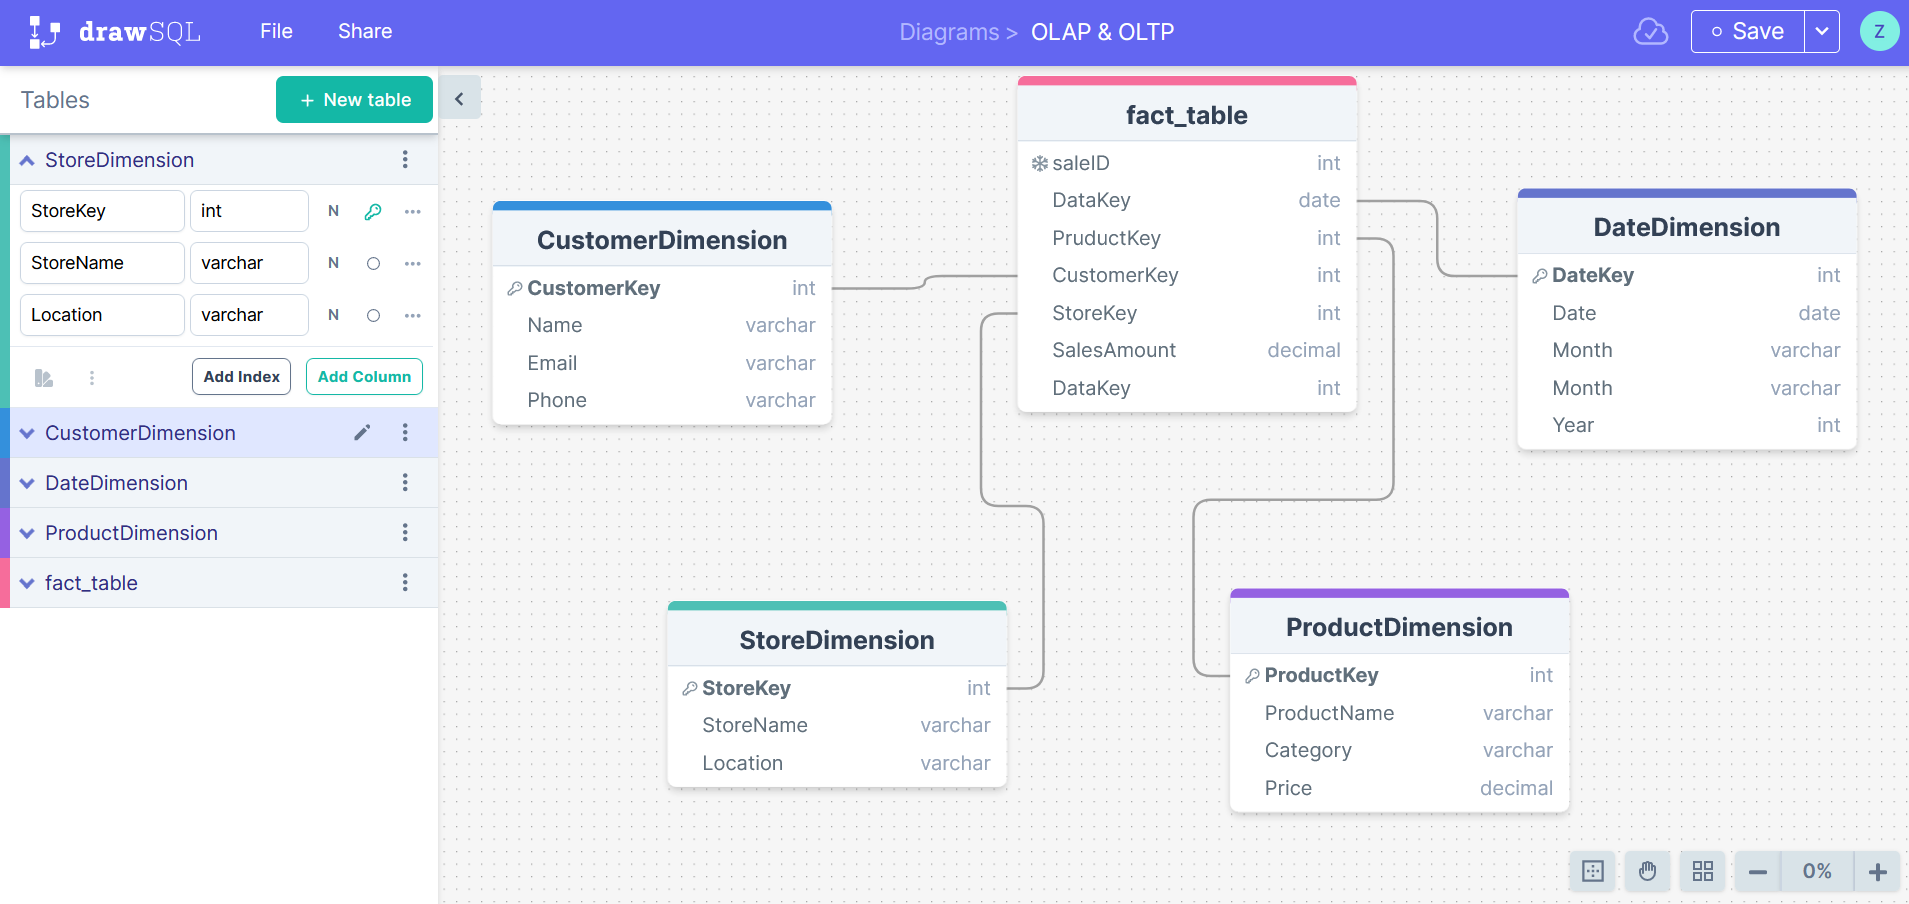 drawSQL
File
Share
Diagrams > OLAP & OLTP
Save
Z
Tables
+ New table
StoreDimension
StoreKey int N
StoreName varchar N
Location varchar N
Add Index
Add Column
CustomerDimension
DateDimension
ProductDimension
fact_table
CustomerDimension
CustomerKey int
Name varchar
Email varchar
Phone varchar
fact_table
saleID int
DataKey date
PruductKey int
CustomerKey int
StoreKey int
SalesAmount decimal
DataKey int
DateDimension
DateKey int
Date date
Month varchar
Month varchar
Year int
StoreDimension
StoreKey int
StoreName varchar
Location varchar
ProductDimension
ProductKey int
ProductName varchar
Category varchar
Price decimal
0%